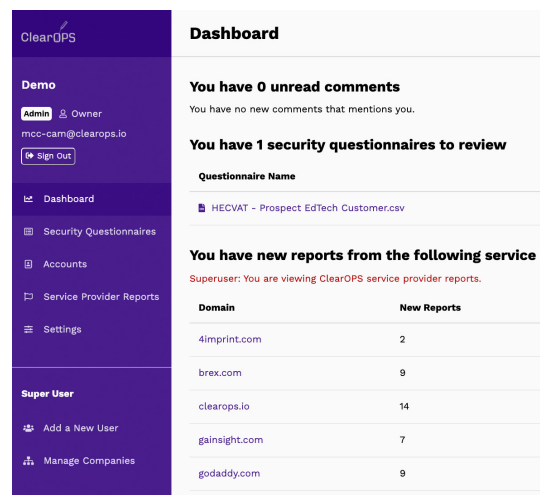 ClearOPS
Demo
Admin Owner
mcc-cam@clearops.io
Sign Out
Dashboard
Security Questionnaires
Accounts
Service Provider Reports
Settings
Super User
Add a New User
Manage Companies
Dashboard
You have 0 unread comments
You have no new comments that mentions you.
You have 1 security questionnaires to review
Questionnaire Name
HECVAT - Prospect EdTech Customer.csv
You have new reports from the following service
Superuser: You are viewing ClearOPS service provider reports.
Domain New Reports
4imprint.com 2
brex.com 9
clearops.io 14
gainsight.com 7
godaddy.com 9